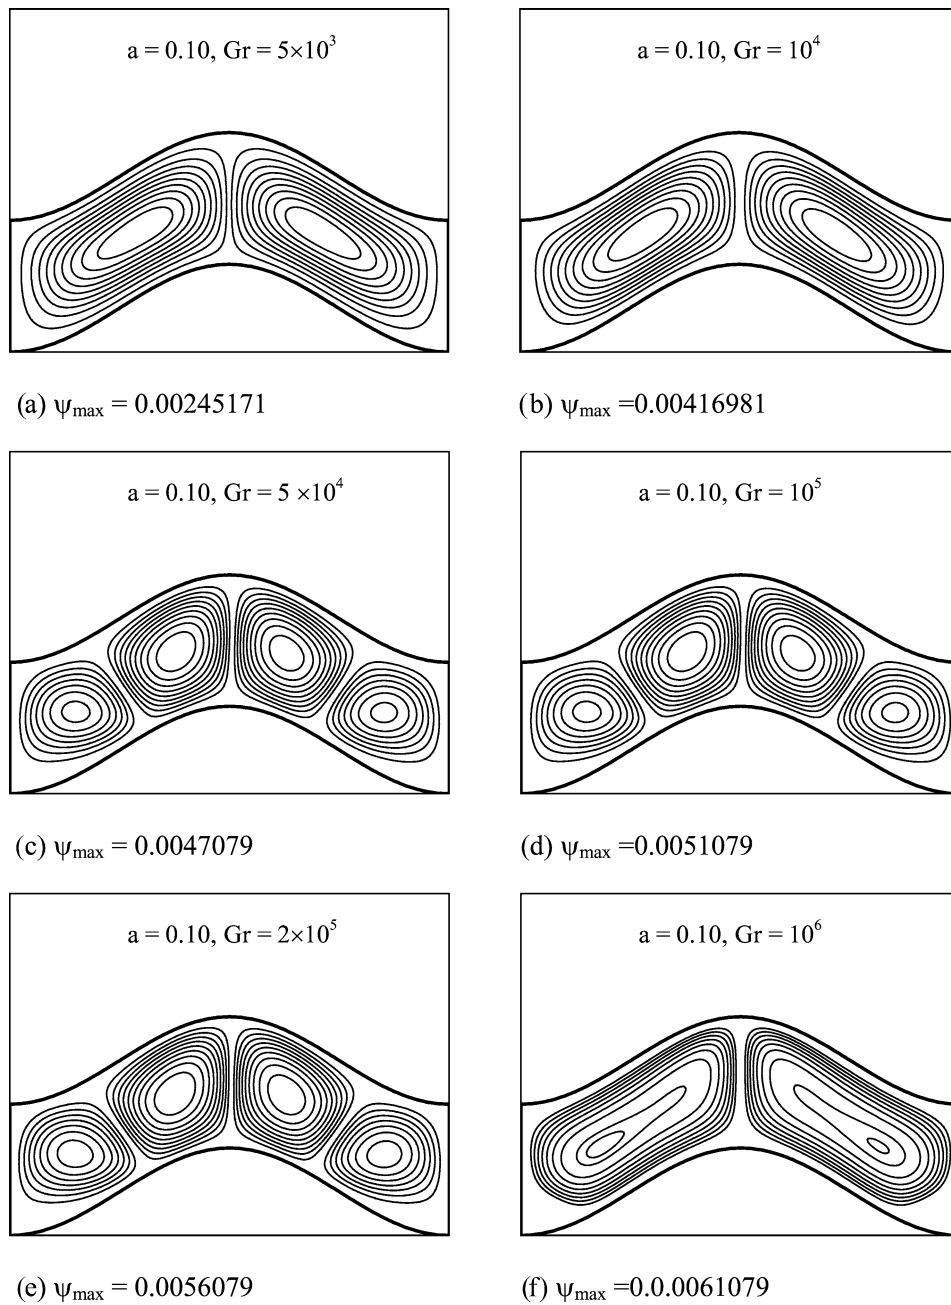 a = 0.10, Gr = 5×10³
a = 0.10, Gr = 10⁴
(a) ψmax = 0.00245171
(b) ψmax =0.00416981
a = 0.10, Gr = 5 ×10⁴
a = 0.10, Gr = 10⁵
(c) ψmax = 0.0047079
(d) ψmax =0.0051079
a = 0.10, Gr = 2×10⁵
a = 0.10, Gr = 10⁶
(e) ψmax = 0.0056079
(f) ψmax =0.0.0061079